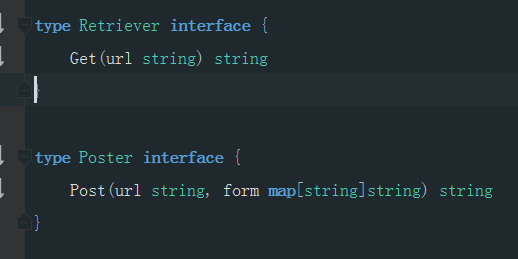 type Retriever interface {
Get(url string) string
}
type Poster interface {
Post(url string, form map[string]string) string
}